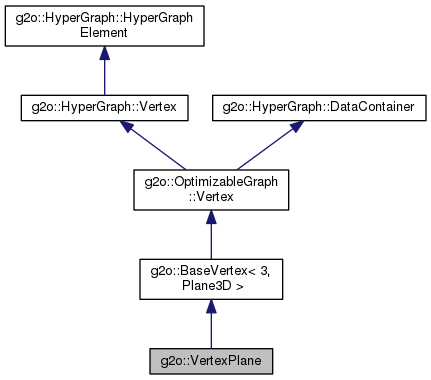 g2o::HyperGraph::HyperGraph
Element
g2o::HyperGraph::Vertex
g2o::HyperGraph::DataContainer
g2o::OptimizableGraph
::Vertex
g2o::BaseVertex< 3,
Plane3D >
g2o::VertexPlane